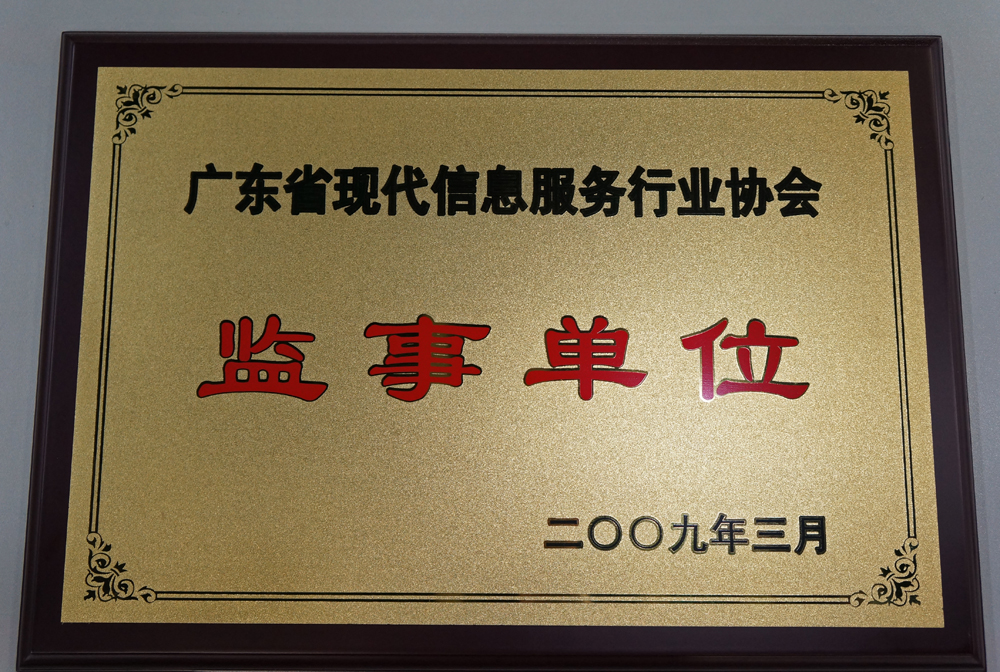 广东省现代信息服务行业协会
监事单位
二〇〇九年三月